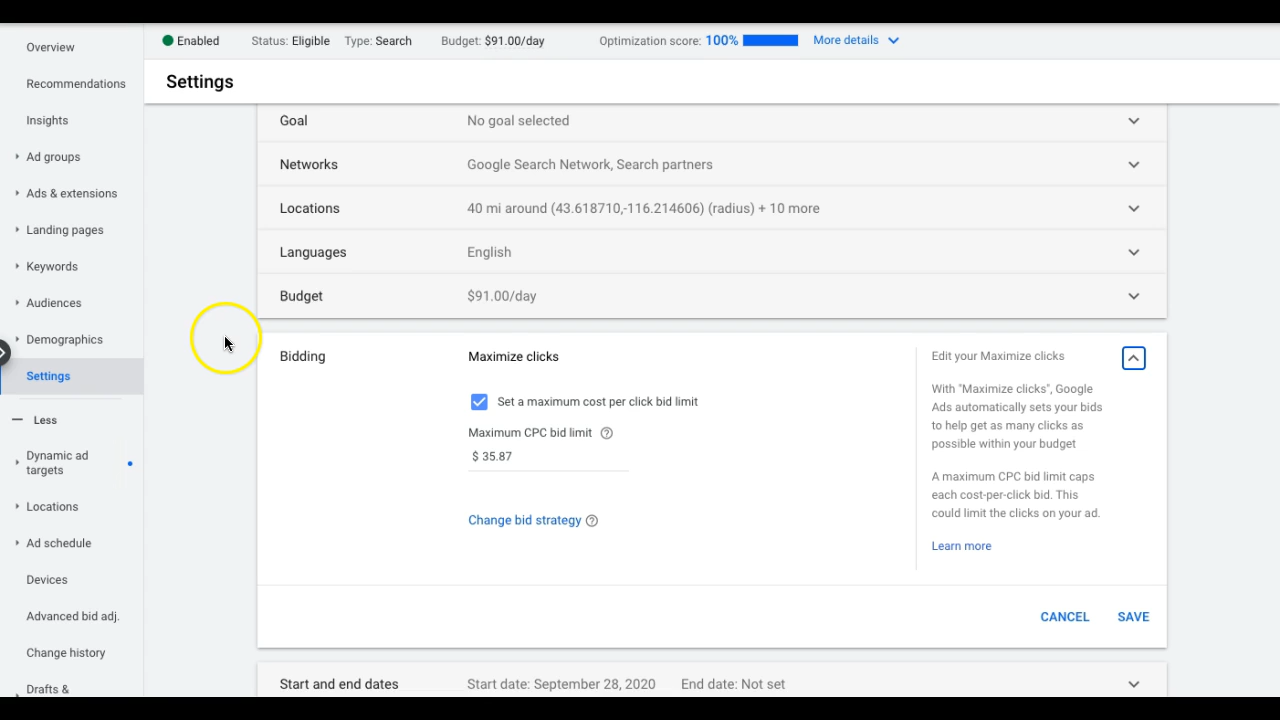 Overview
Recommendations
Insights
Ad groups
Ads & extensions
Landing pages
Keywords
Audiences
Demographics
Settings
Less
Dynamic ad
targets
Locations
Ad schedule
Devices
Advanced bid adj.
Change history
Drafts &
Enabled Status: Eligible Type: Search Budget: $91.00/day Optimization score: 100% More details
Settings
Goal No goal selected
Networks Google Search Network, Search partners
Locations 40 mi around (43.618710,-116.214606) (radius) + 10 more
Languages English
Budget $91.00/day
Bidding Maximize clicks
Set a maximum cost per click bid limit
Maximum CPC bid limit
$ 35.87
Change bid strategy
Edit your Maximize clicks
With "Maximize clicks", Google
Ads automatically sets your bids
to help get as many clicks as
possible within your budget
A maximum CPC bid limit caps
each cost-per-click bid. This
could limit the clicks on your ad.
Learn more
CANCEL SAVE
Start and end dates Start date: September 28, 2020 End date: Not set